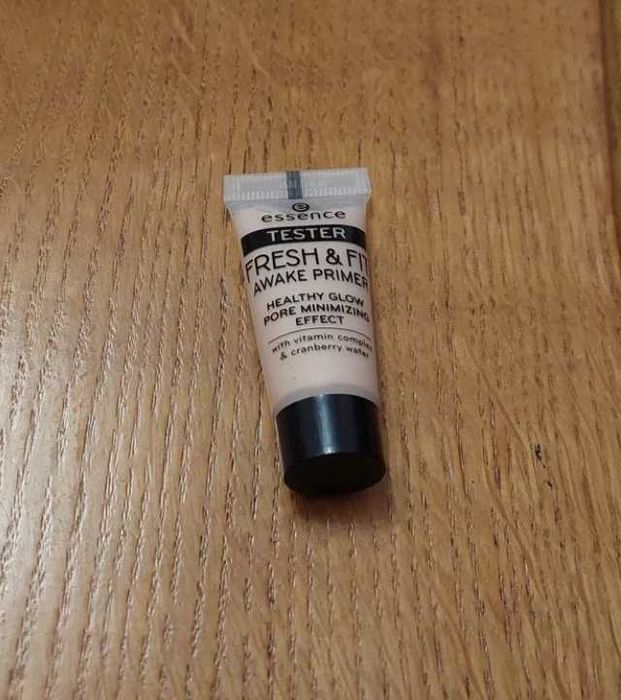 essence
TESTER
FRESH & FIT
AWAKE PRIMER
HEALTHY GLOW
PORE MINIMIZING
EFFECT
with vitamin complex
& cranberry water